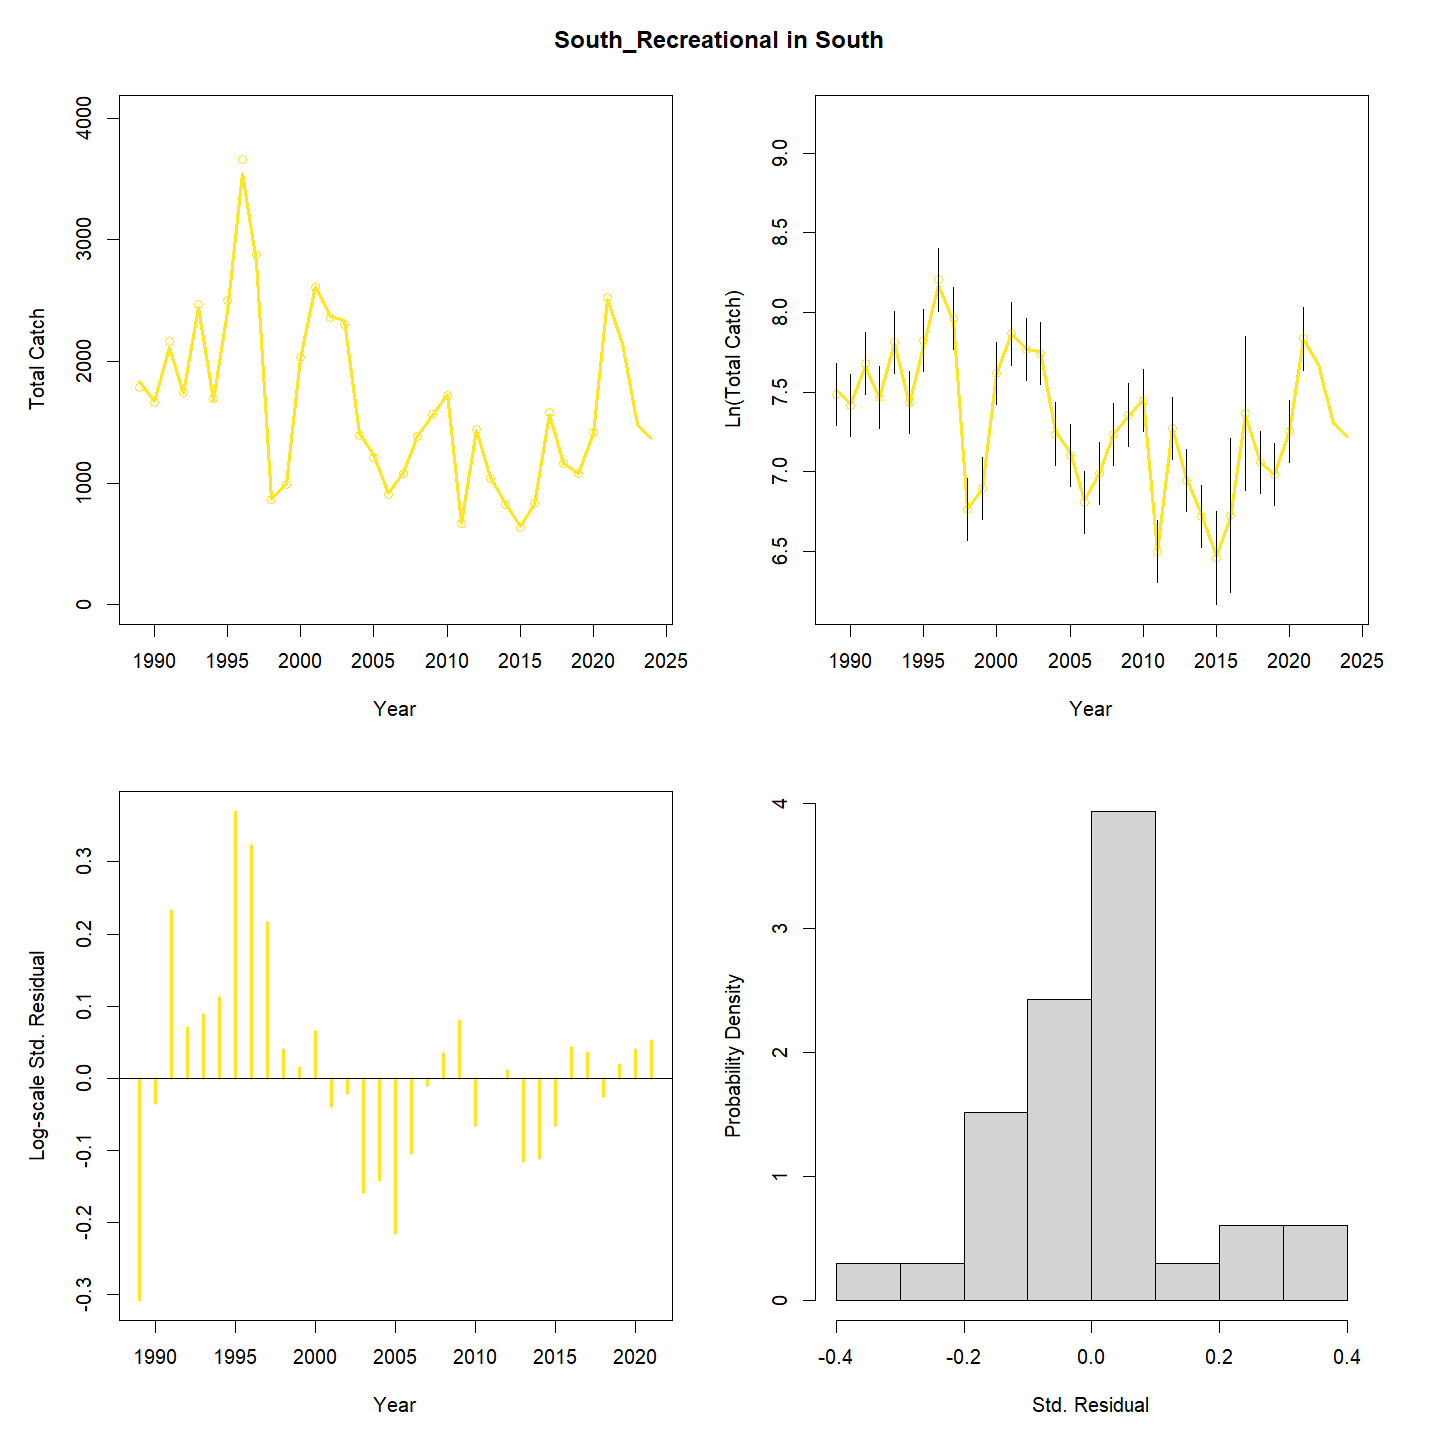 South_Recreational in South
Total Catch
4000
3000
2000
1000
0
1990 1995 2000 2005 2010 2015 2020 2025
Year
Ln(Total Catch)
9.0
8.5
8.0
7.5
7.0
6.5
1990 1995 2000 2005 2010 2015 2020 2025
Year
Log-scale Std. Residual
0.3
0.2
0.1
0.0
-0.1
-0.2
-0.3
1990 1995 2000 2005 2010 2015 2020
Year
Probability Density
4
3
2
1
0
-0.4 -0.2 0.0 0.2 0.4
Std. Residual